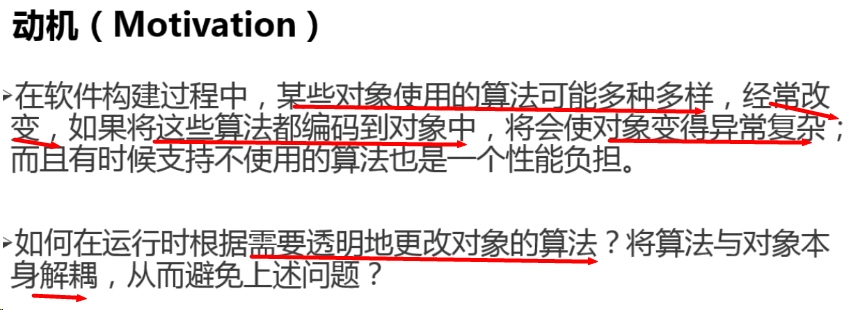 动机（Motivation）
➢在软件构建过程中，某些对象使用的算法可能多种多样，经常改
变，如果将这些算法都编码到对象中，将会使对象变得异常复杂；
而且有时候支持不使用的算法也是一个性能负担。
➢如何在运行时根据需要透明地更改对象的算法？将算法与对象本
身解耦，从而避免上述问题？